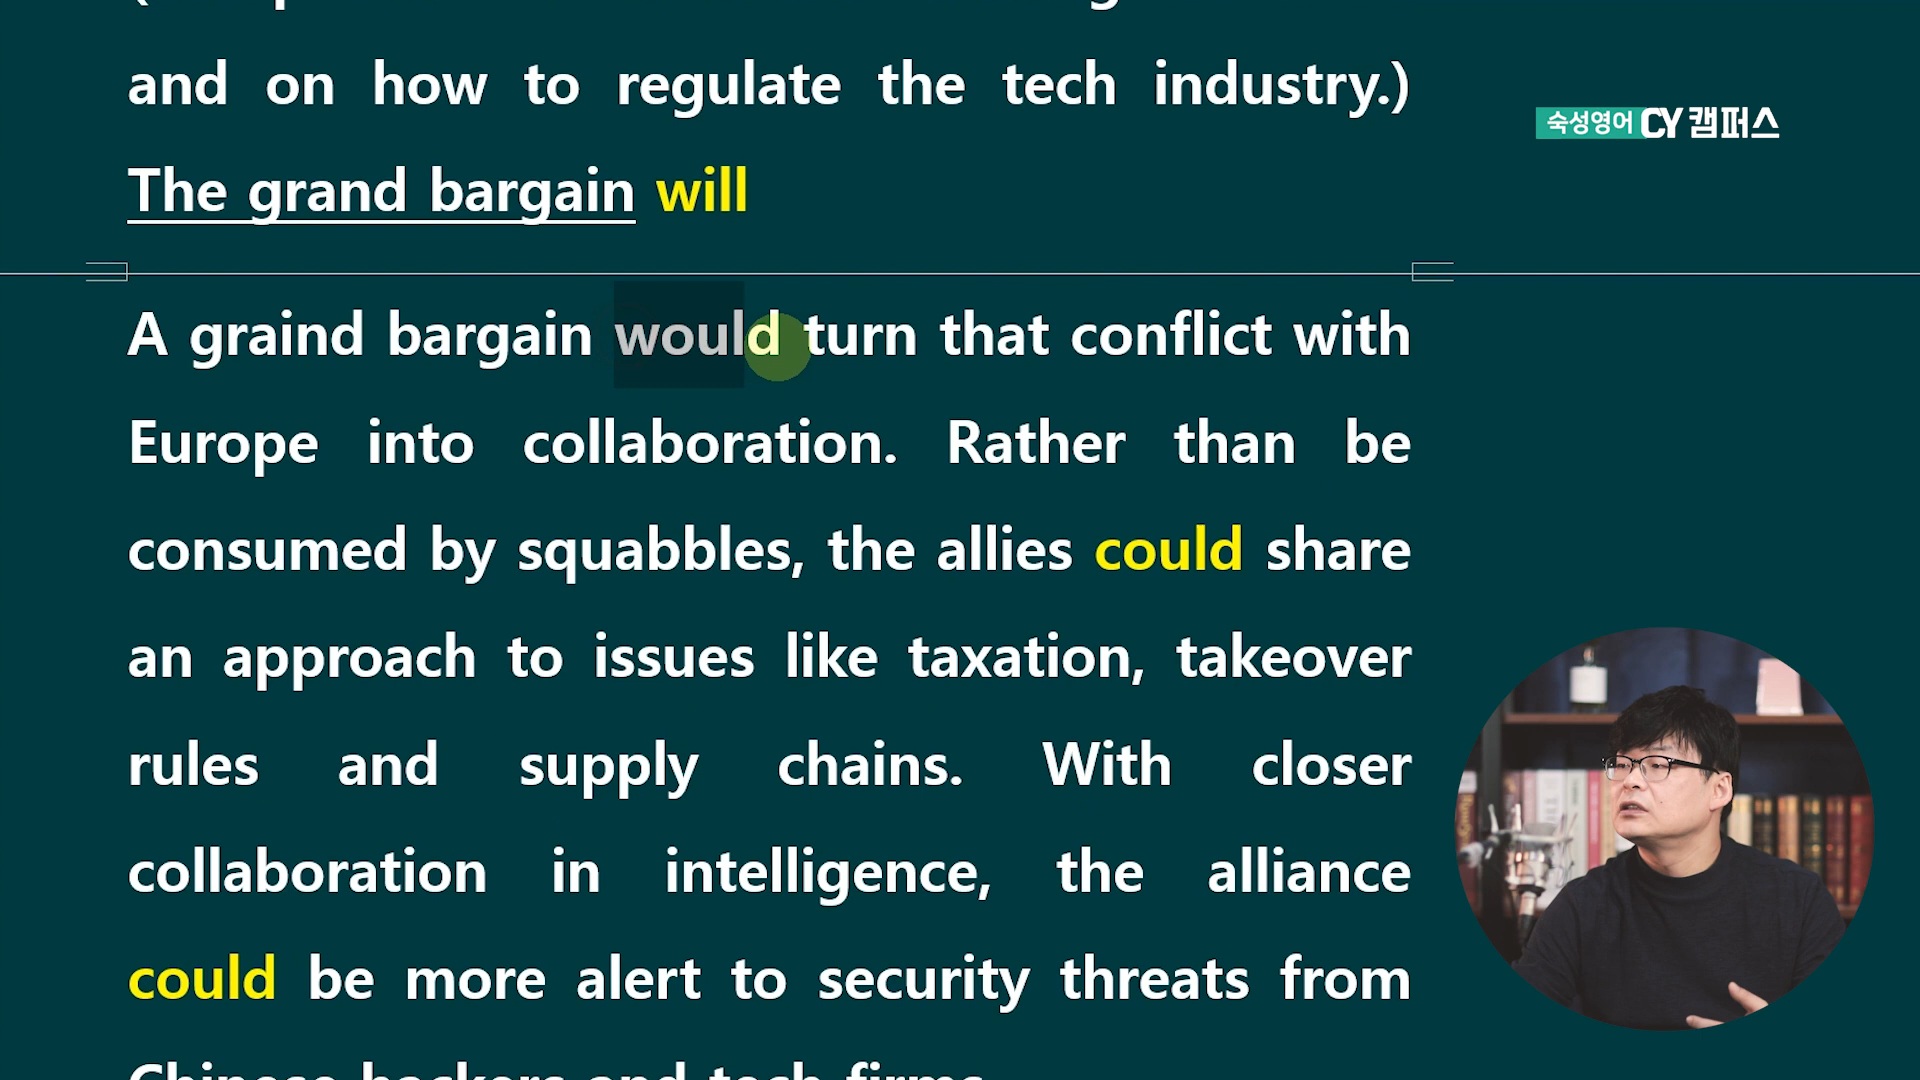 and on how to regulate the tech industry.)
숙성영어 CY캠퍼스
The grand bargain will
A graind bargain would turn that conflict with
Europe into collaboration. Rather than be
consumed by squabbles, the allies could share
an approach to issues like taxation, takeover
rules and supply chains. With closer
collaboration in intelligence, the alliance
could be more alert to security threats from